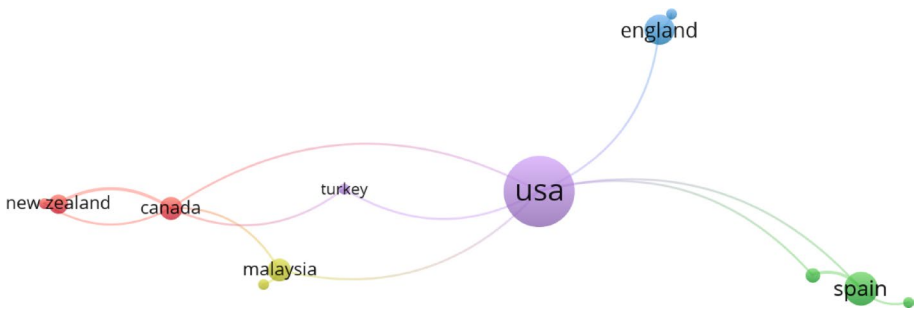 england
usa
turkey
new zealand
canada
malaysia
spain